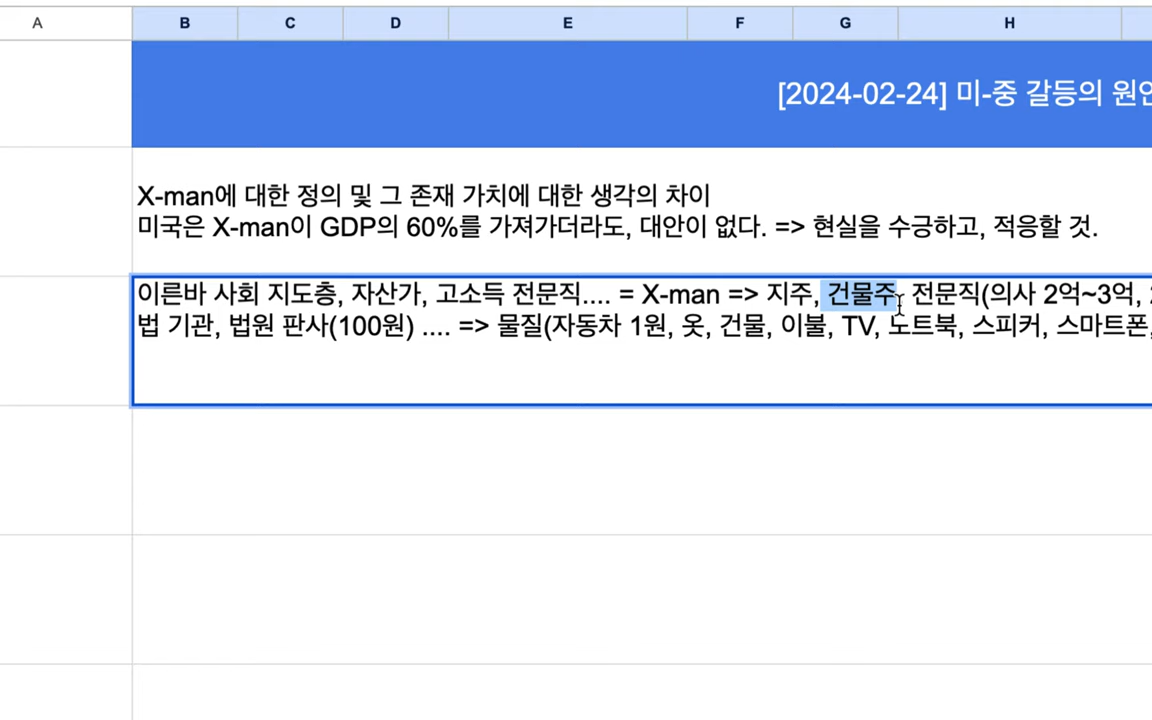 A B C D E F G H
[2024-02-24] 미-중 갈등의
X-man에 대한 정의 및 그 존재 가치에 대한 생각의 차이
미국은 X-man이 GDP의 60%를 가져가더라도, 대안이 없다. => 현실을 수긍하고, 적응할 것.
이른바 사회 지도층, 자산가, 고소득 전문직.... = X-man => 지주, 건물주, 전문직(의사 2억~3억,
법 기관, 법원 판사(100원) .... => 물질(자동차 1원, 옷, 건물, 이불, TV, 노트북, 스피커, 스마트폰,